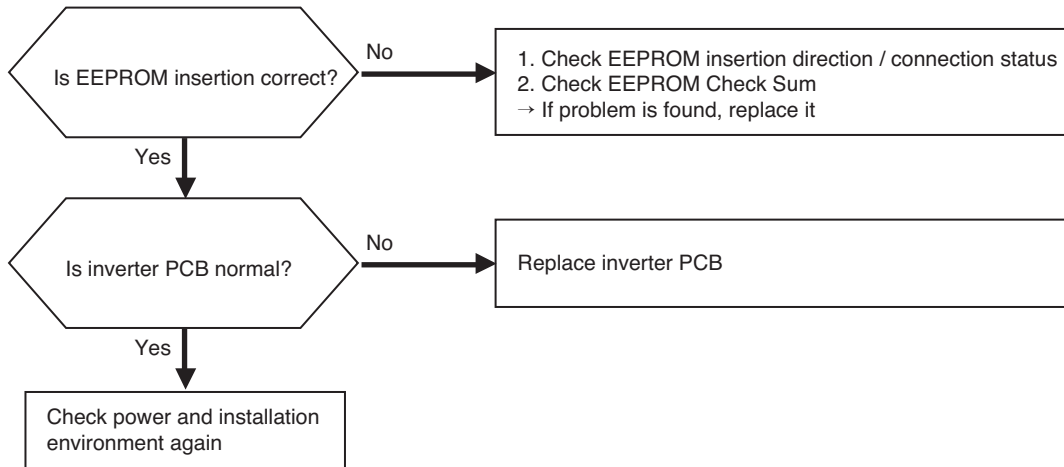 Is EEPROM insertion correct?
No
1. Check EEPROM insertion direction / connection status
2. Check EEPROM Check Sum
→ If problem is found, replace it
Yes
Is inverter PCB normal?
No
Replace inverter PCB
Yes
Check power and installation
environment again